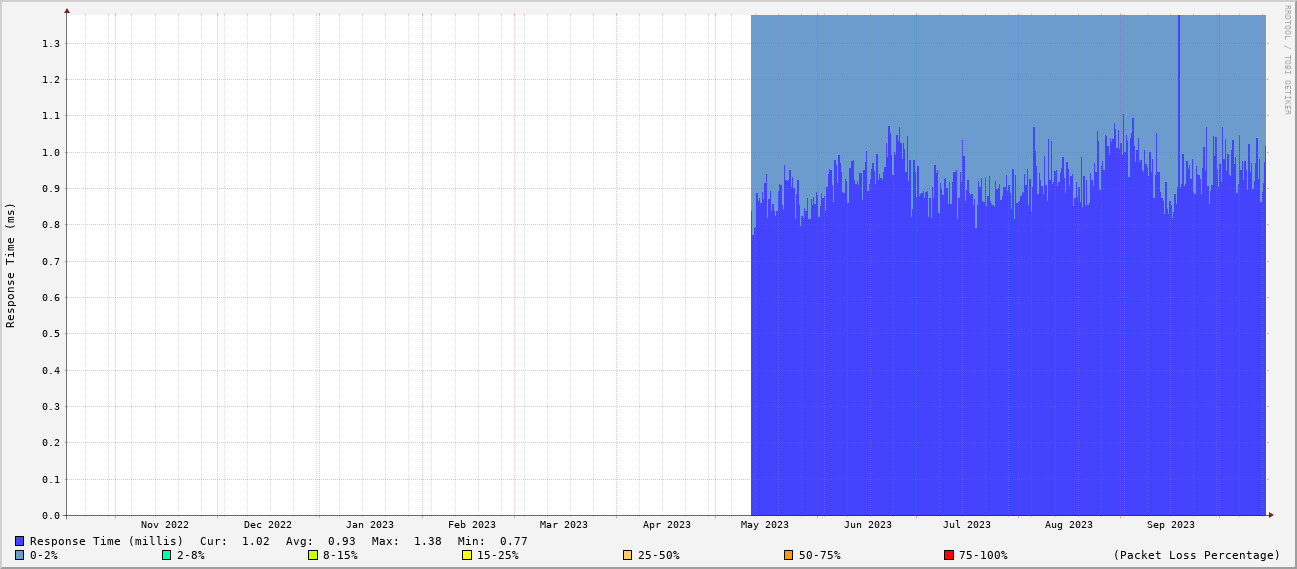 RRDTOOL / TOBI OETIKER
Response Time (ms)
1.3
1.2
1.1
1.0
0.9
0.8
0.7
0.6
0.5
0.4
0.3
0.2
0.1
0.0
Nov 2022 Dec 2022 Jan 2023 Feb 2023 Mar 2023 Apr 2023 May 2023 Jun 2023 Jul 2023 Aug 2023 Sep 2023
Response Time (millis) Cur: 1.02 Avg: 0.93 Max: 1.38 Min: 0.77
0-2% 2-8% 8-15% 15-25% 25-50% 50-75% 75-100% (Packet Loss Percentage)